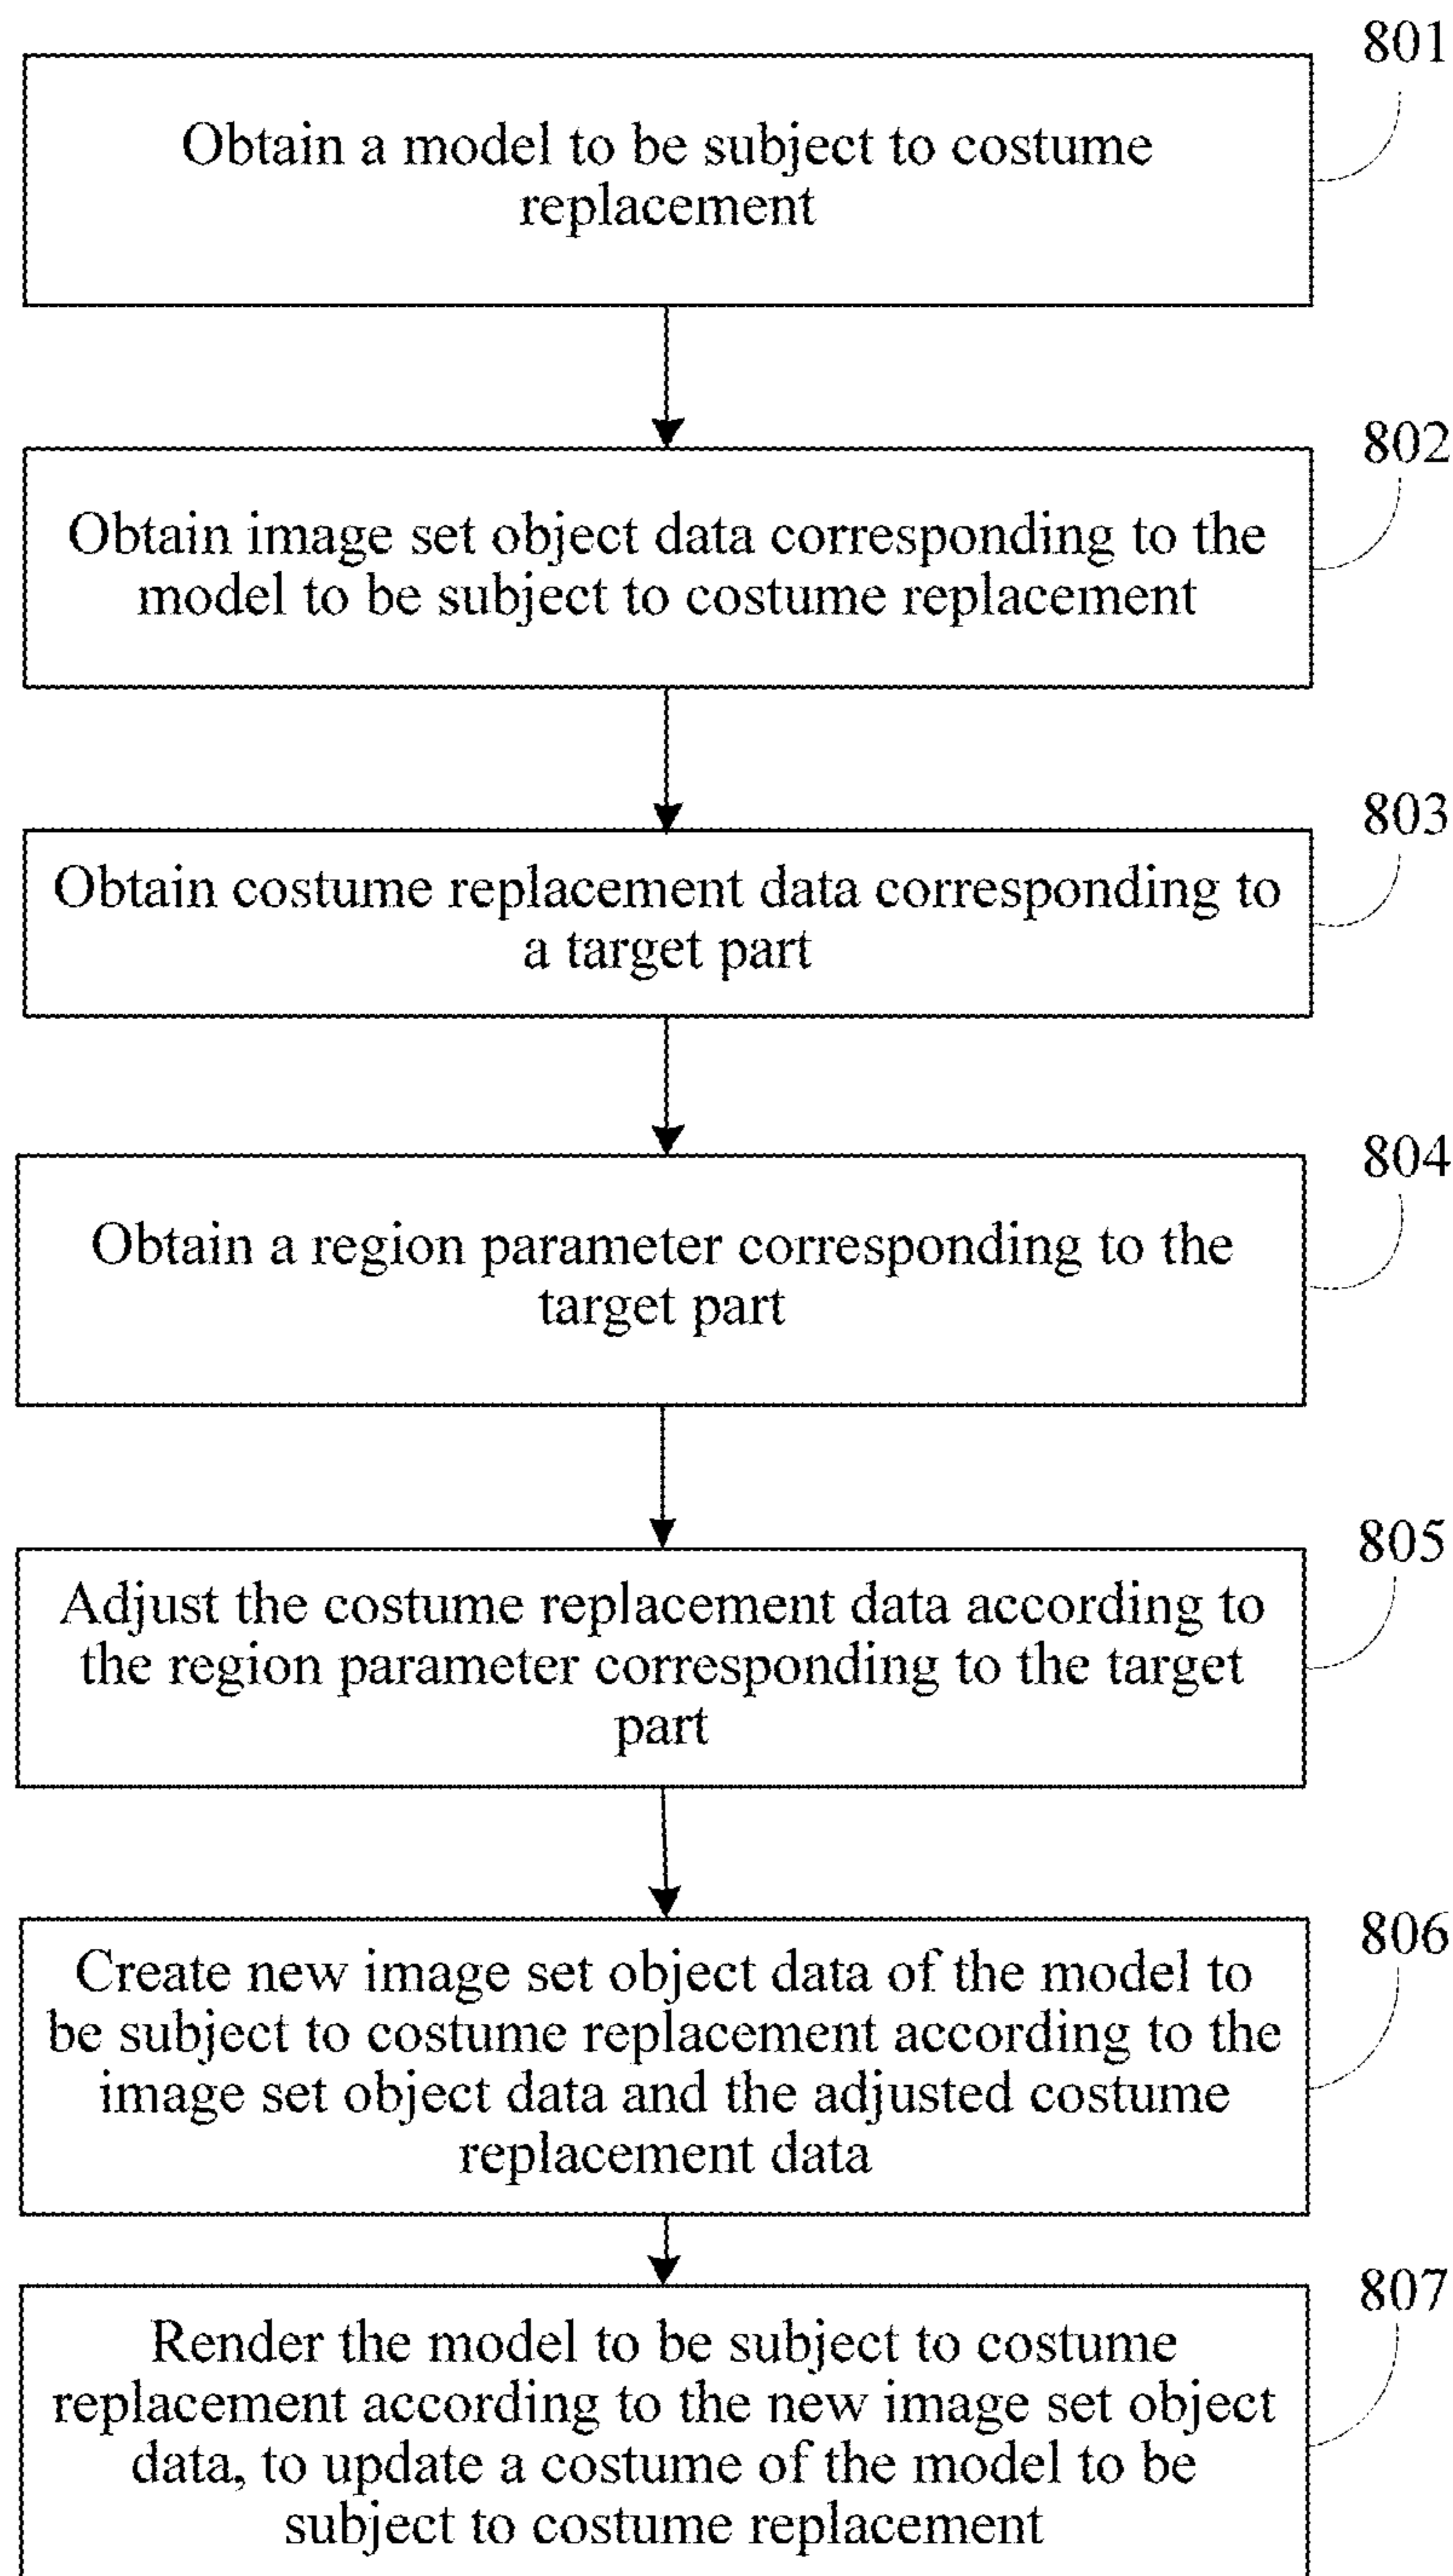 801
Obtain a model to be subject to costume
replacement
802
Obtain image set object data corresponding to the
model to be subject to costume replacement
803
Obtain costume replacement data corresponding to
a target part
804
Obtain a region parameter corresponding to the
target part
805
Adjust the costume replacement data according to
the region parameter corresponding to the target
part
806
Create new image set object data of the model to
be subject to costume replacement according to the
image set object data and the adjusted costume
replacement data
807
Render the model to be subject to costume
replacement according to the new image set object
data, to update a costume of the model to be
subject to costume replacement